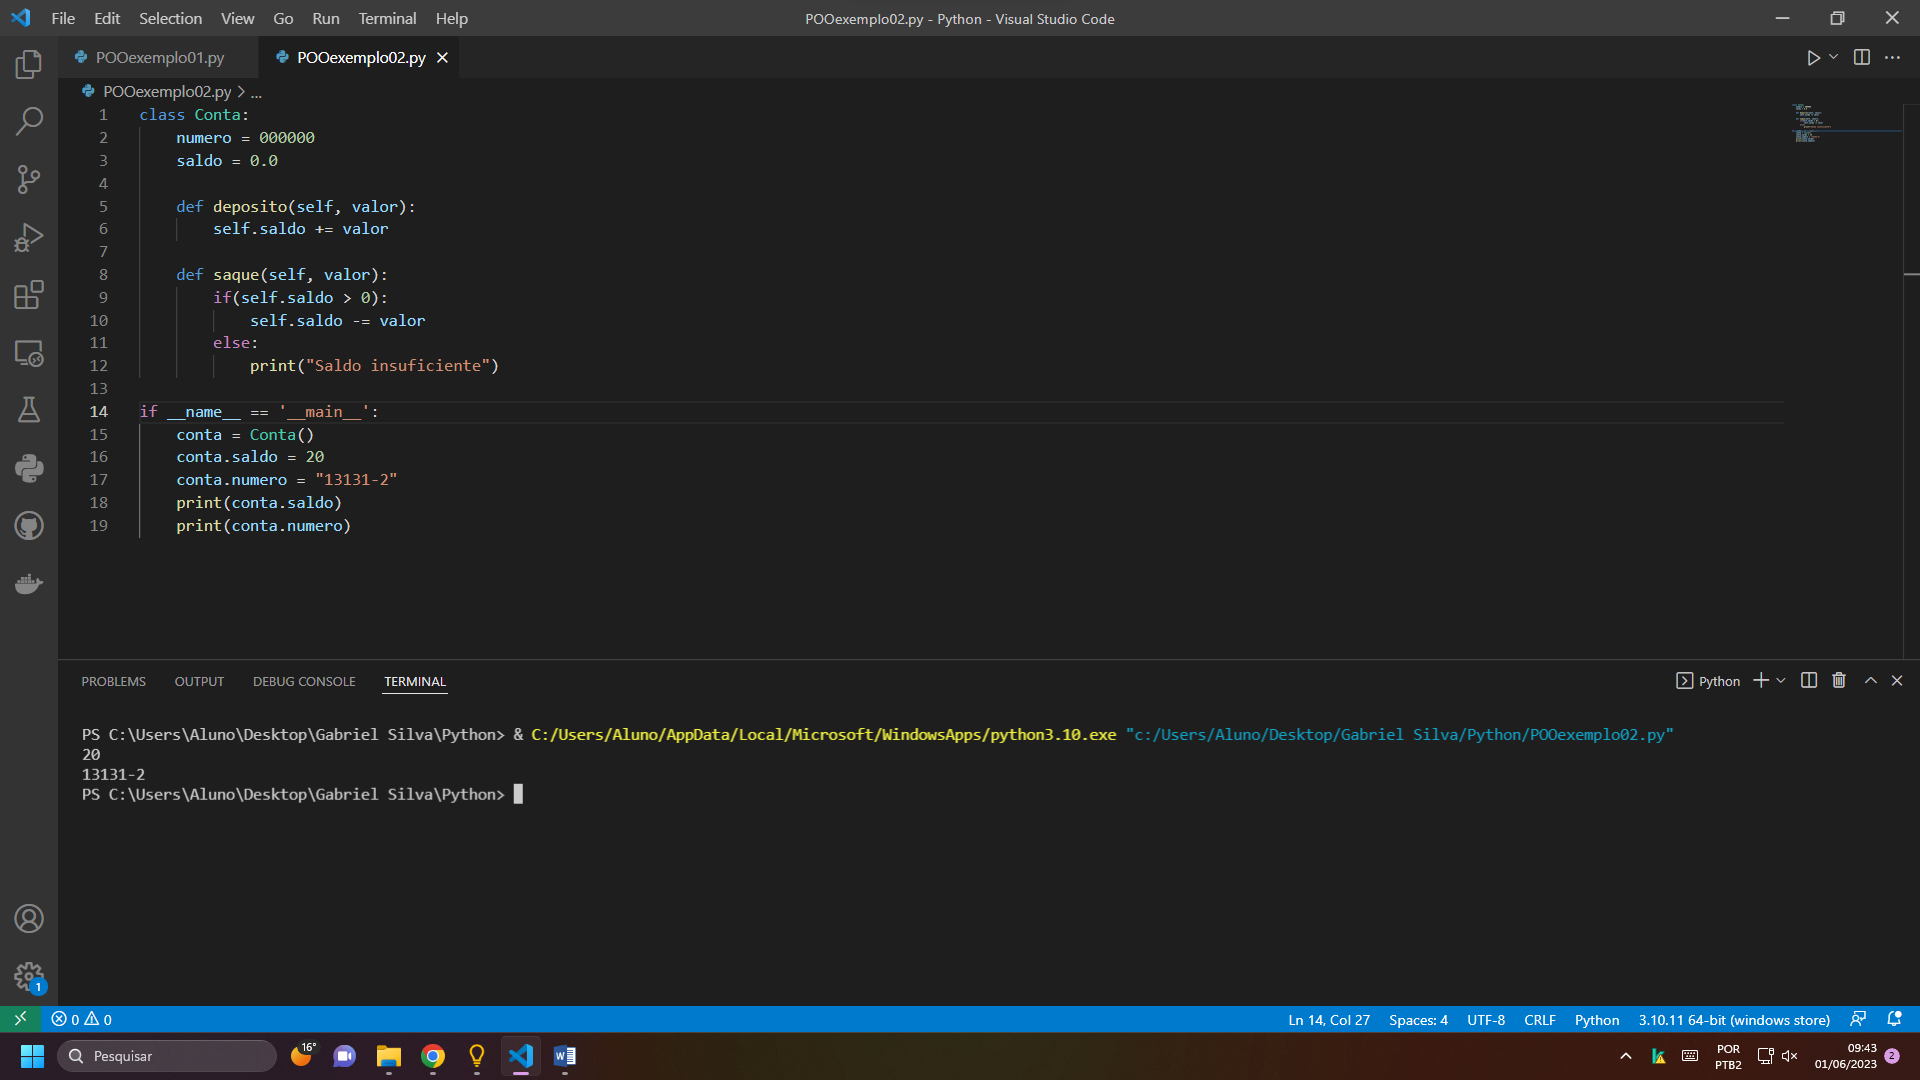 File Edit Selection View Go Run Terminal Help
POOexemplo02.py - Python - Visual Studio Code
POOexemplo01.py POOexemplo02.py
POOexemplo02.py > ...
1 class Conta:
2     numero = 000000
3     saldo = 0.0
4
5     def deposito(self, valor):
6         self.saldo += valor
7
8     def saque(self, valor):
9         if(self.saldo > 0):
10             self.saldo -= valor
11         else:
12             print("Saldo insuficiente")
13
14 if __name__ == '__main__':
15     conta = Conta()
16     conta.saldo = 20
17     conta.numero = "13131-2"
18     print(conta.saldo)
19     print(conta.numero)
PROBLEMS OUTPUT DEBUG CONSOLE TERMINAL
Python
PS C:\Users\Aluno\Desktop\Gabriel Silva\Python> & C:/Users/Aluno/AppData/Local/Microsoft/WindowsApps/python3.10.exe "c:/Users/Aluno/Desktop/Gabriel Silva/Python/POOexemplo02.py"
20
13131-2
PS C:\Users\Aluno\Desktop\Gabriel Silva\Python>
1
0 0
Ln 14, Col 27 Spaces: 4 UTF-8 CRLF Python 3.10.11 64-bit (windows store)
Pesquisar
16°
POR
PTB2
09:43
01/06/2023
2